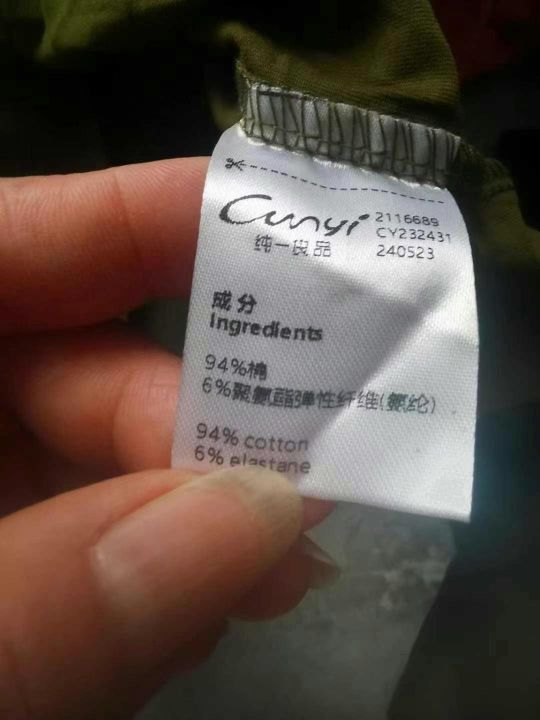 Cunyi
纯一良品
2116689
CY232431
240523
成分
Ingredients
94%棉
6%聚氨酯弹性纤维(氨纶)
94% cotton
6% elastane